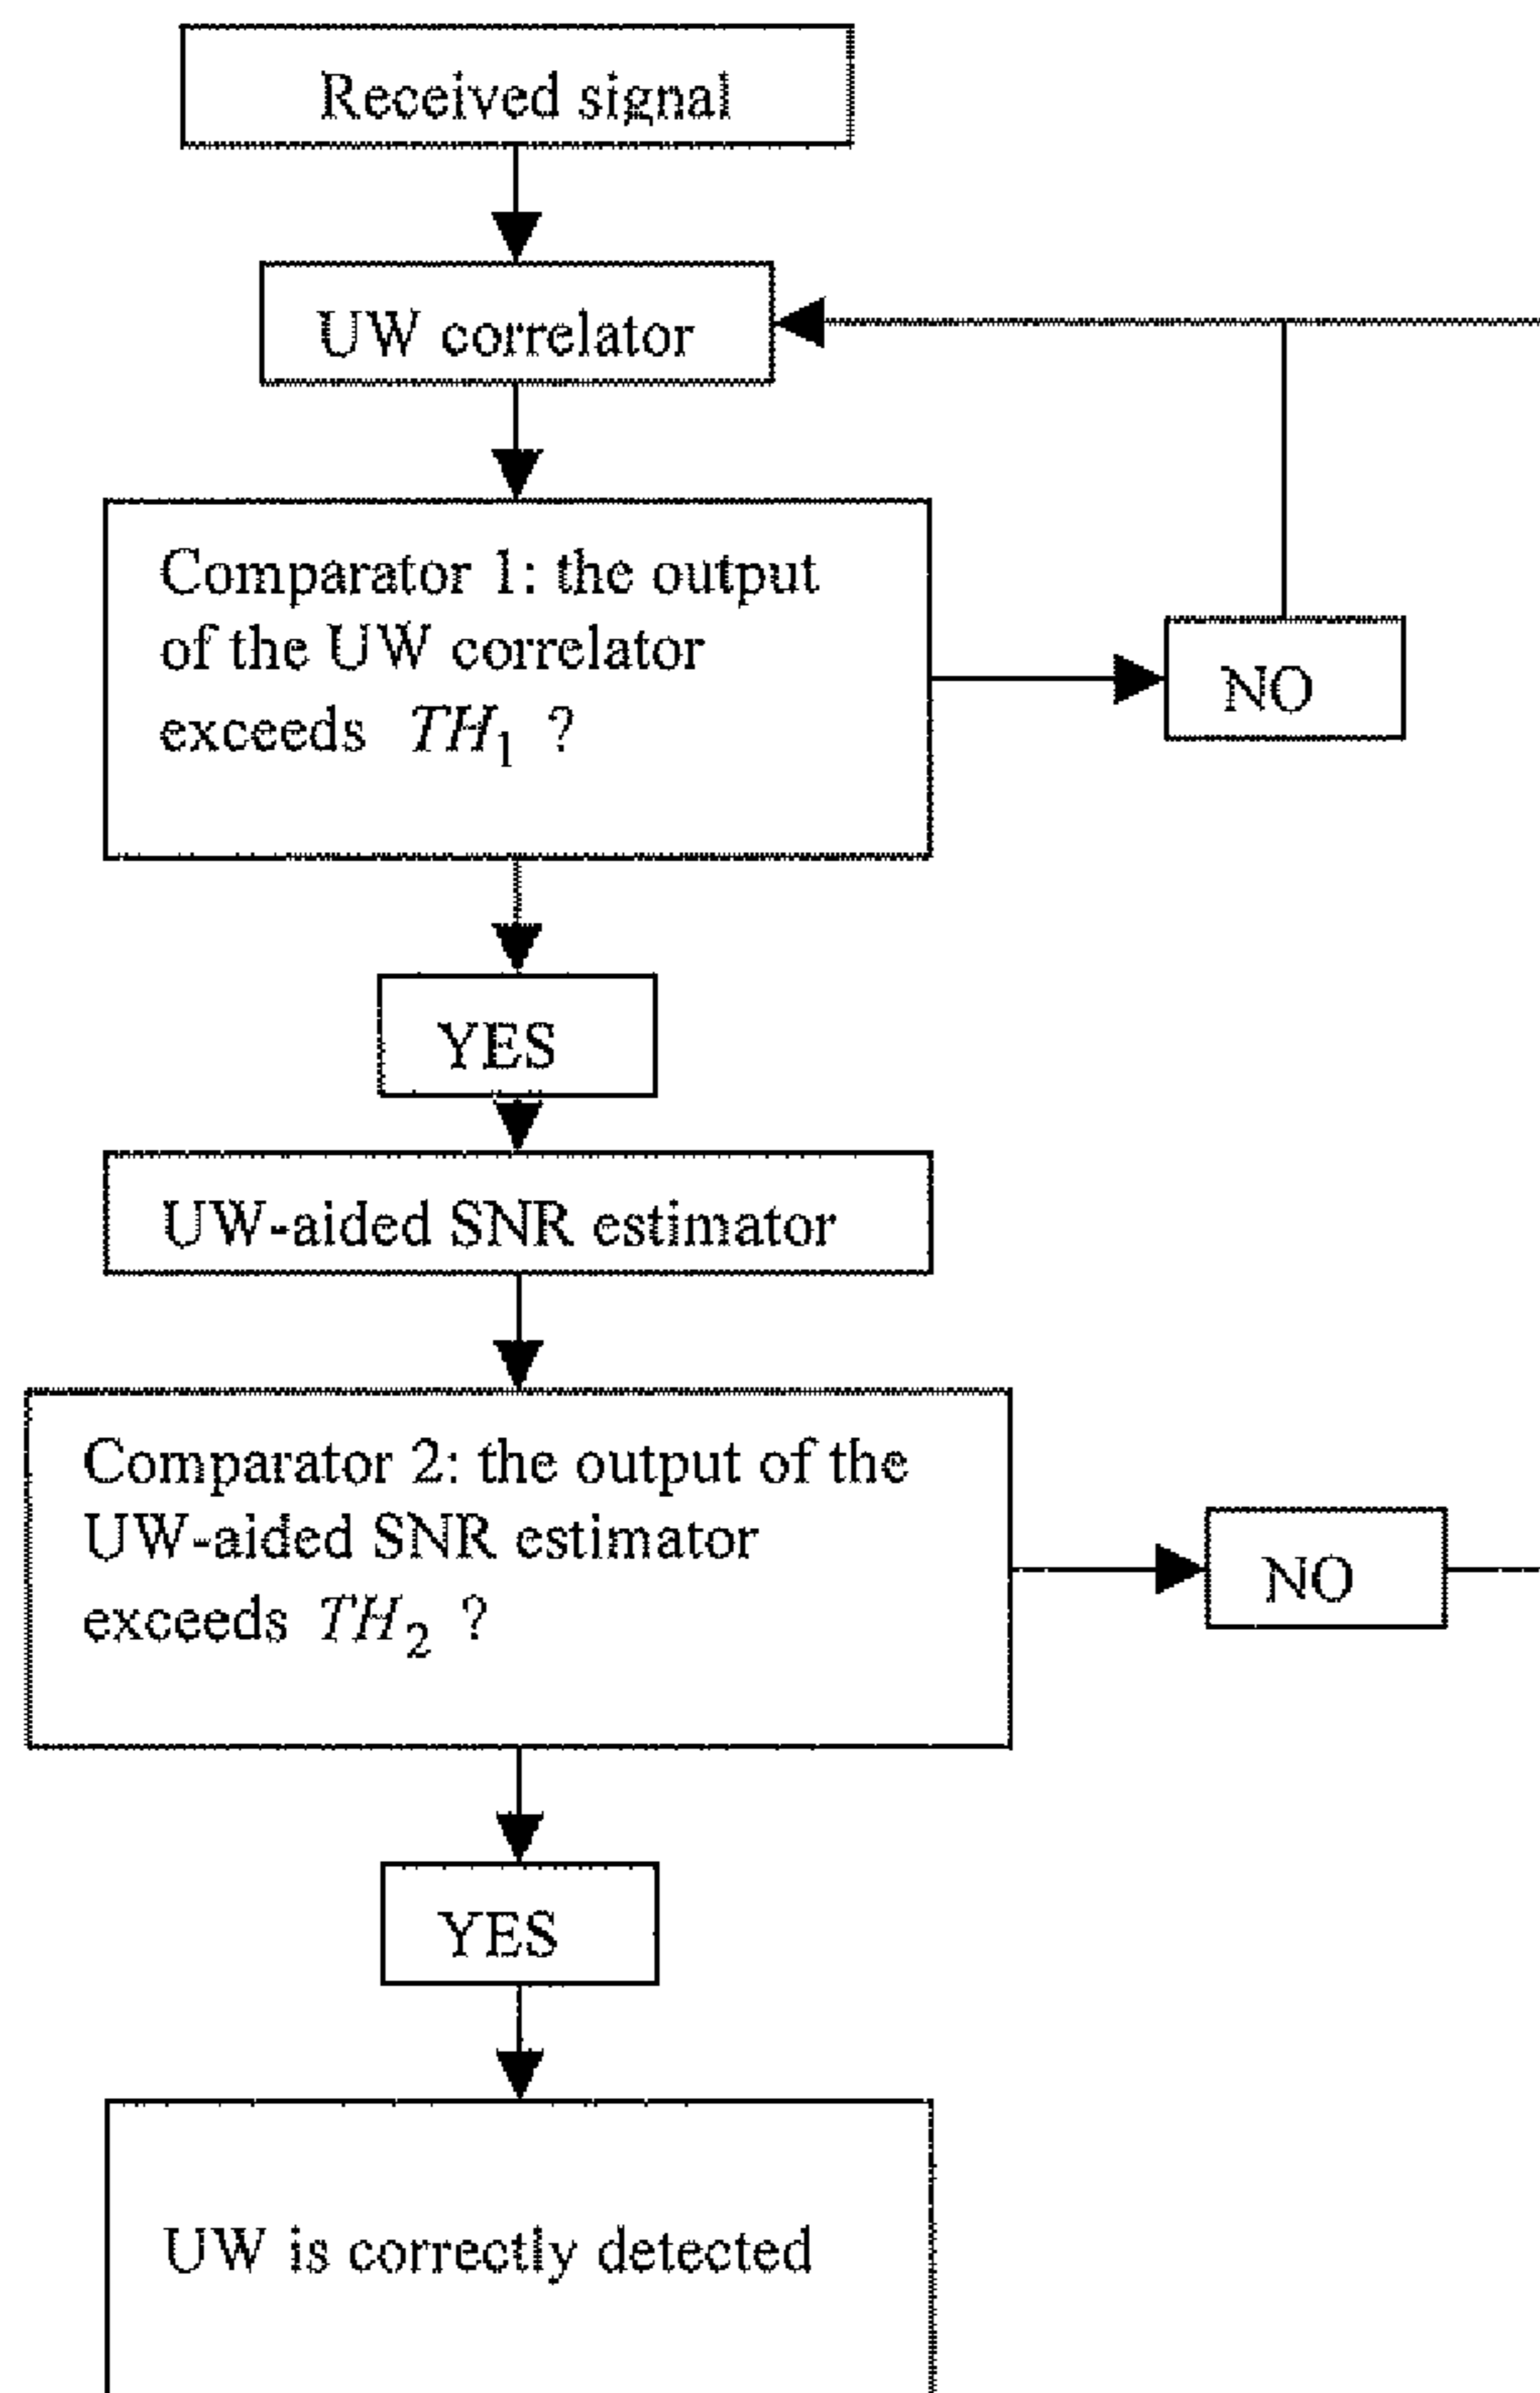 Received signal
UW correlator
Comparator 1: the output
of the UW correlator
exceeds TH₁ ?
NO
YES
UW-aided SNR estimator
Comparator 2: the output of the
UW-aided SNR estimator
exceeds TH₂ ?
NO
YES
UW is correctly detected